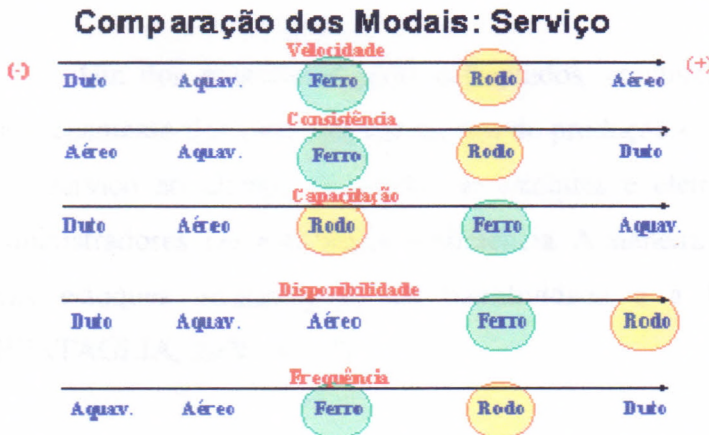 Comparação dos Modais: Serviço
Velocidade
(-) (+)
Duto Aquav. Ferro Rodo Aéreo
Consistência
Aéreo Aquav. Ferro Rodo Duto
Capacitação
Duto Aéreo Rodo Ferro Aquav.
Disponibilidade
Duto Aquav. Aéreo Ferro Rodo
Frequência
Aquav. Aéreo Ferro Rodo Duto